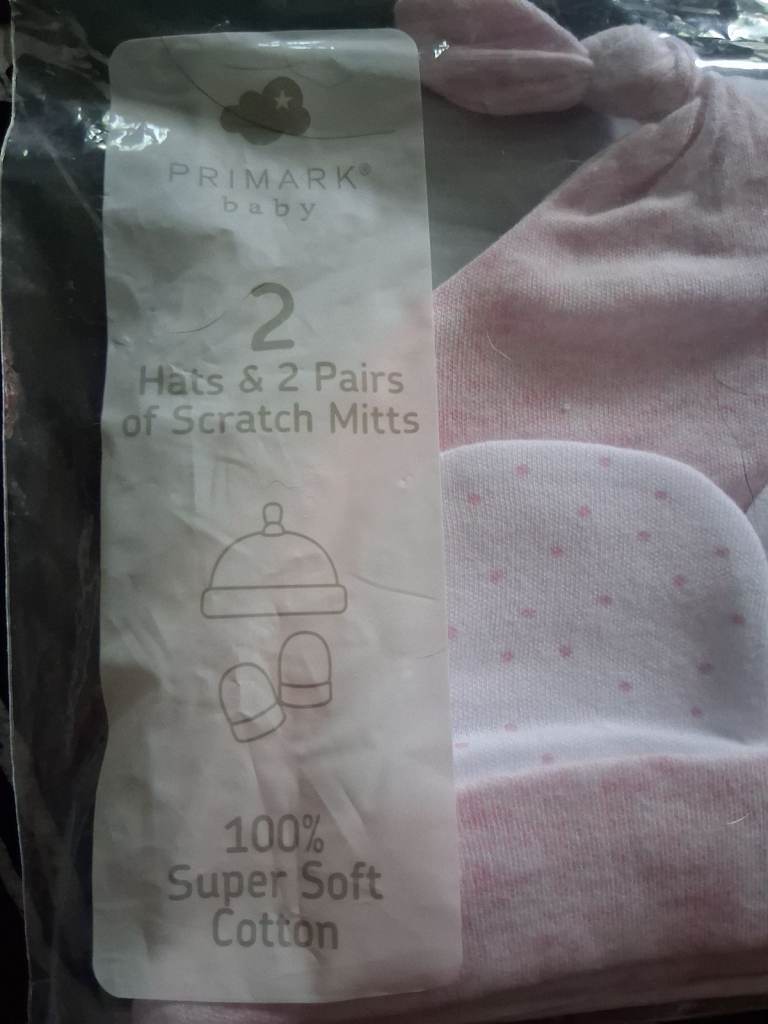 PRIMARK®
baby
2
Hats & 2 Pairs
of Scratch Mitts
100%
Super Soft
Cotton